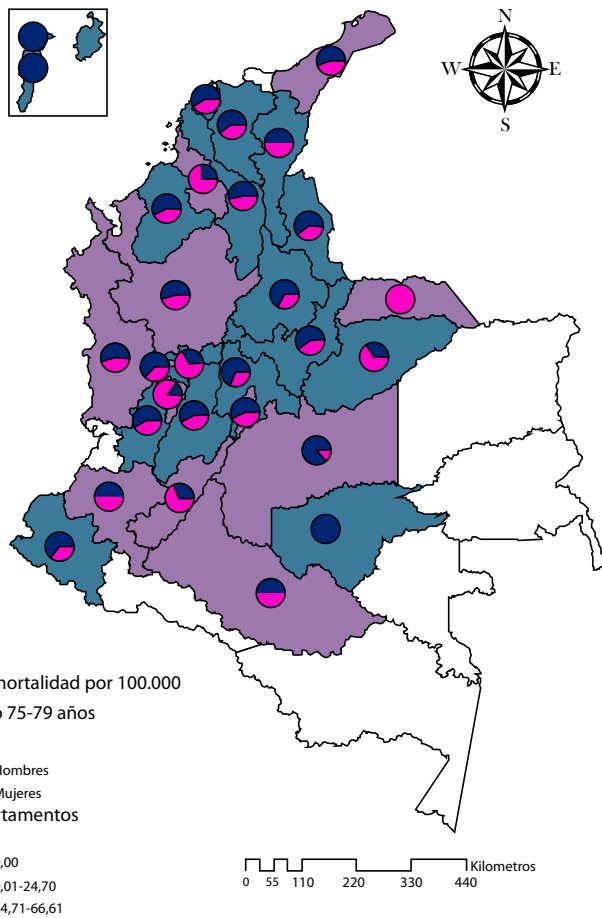 N
W E
S
mortalidad por 100.000
o 75-79 años
Hombres
Mujeres
rtamentos
,00
,01-24,70
4,71-66,61
Kilometros
0 55 110 220 330 440